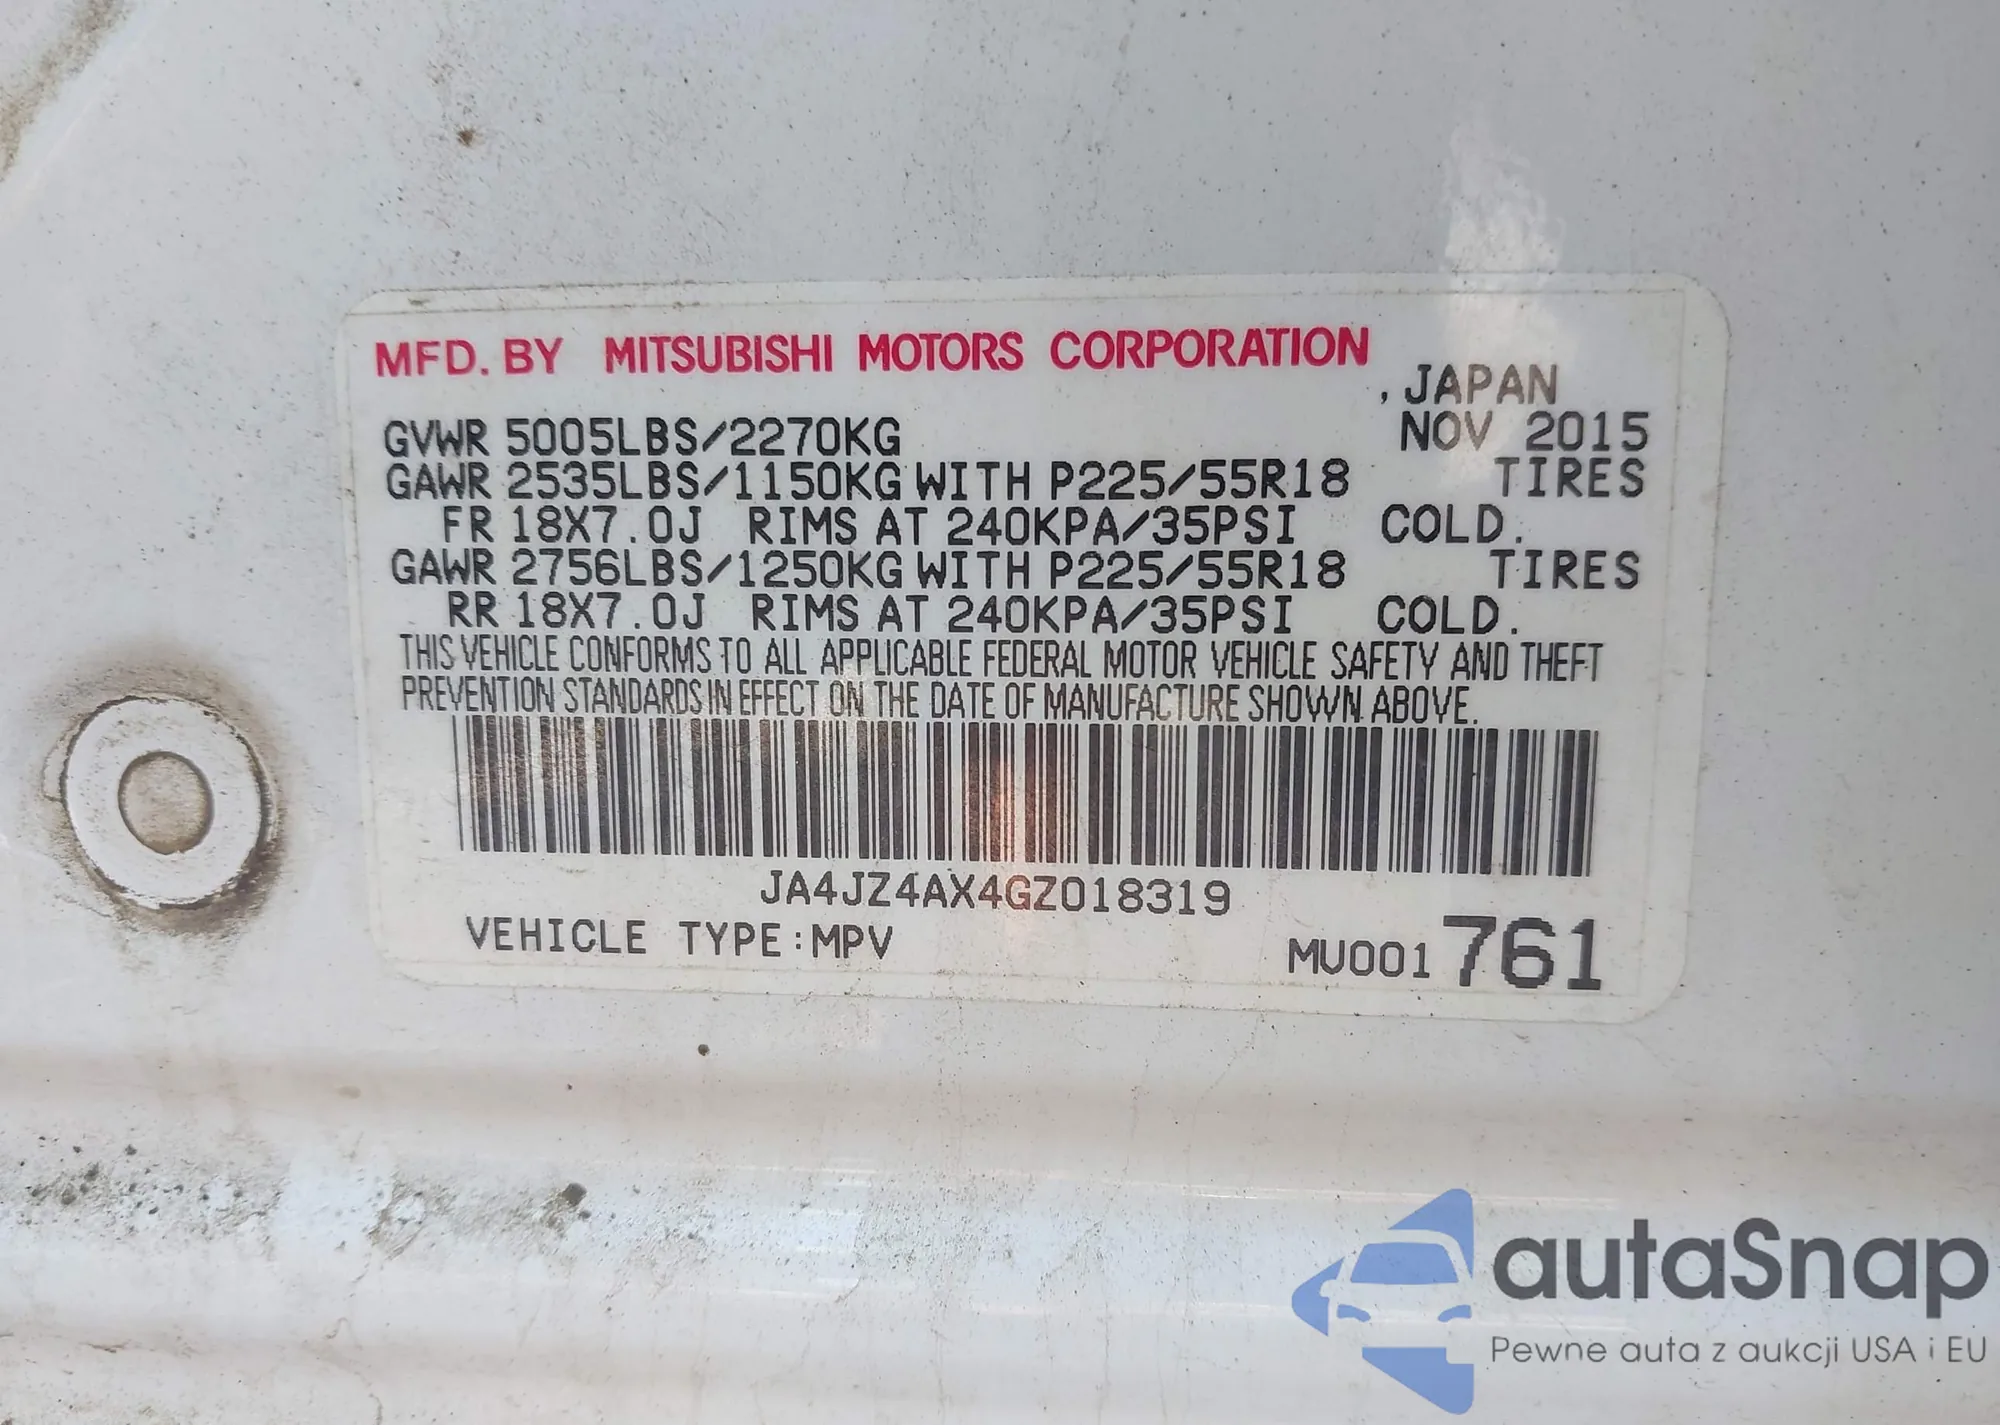 MFD. BY MITSUBISHI MOTORS CORPORATION
, JAPAN
GVWR 5005LBS/2270KG NOV 2015
GAWR 2535LBS/1150KG WITH P225/55R18 TIRES
FR 18X7.0J RIMS AT 240KPA/35PSI COLD.
GAWR 2756LBS/1250KG WITH P225/55R18 TIRES
RR 18X7.0J RIMS AT 240KPA/35PSI COLD.
THIS VEHICLE CONFORMS TO ALL APPLICABLE FEDERAL MOTOR VEHICLE SAFETY AND THEFT
PREVENTION STANDARDS IN EFFECT ON THE DATE OF MANUFACTURE SHOWN ABOVE.
JA4JZ4AX4GZ018319
VEHICLE TYPE:MPV MU001 761
autaSnap
Pewne auta z aukcji USA i EU